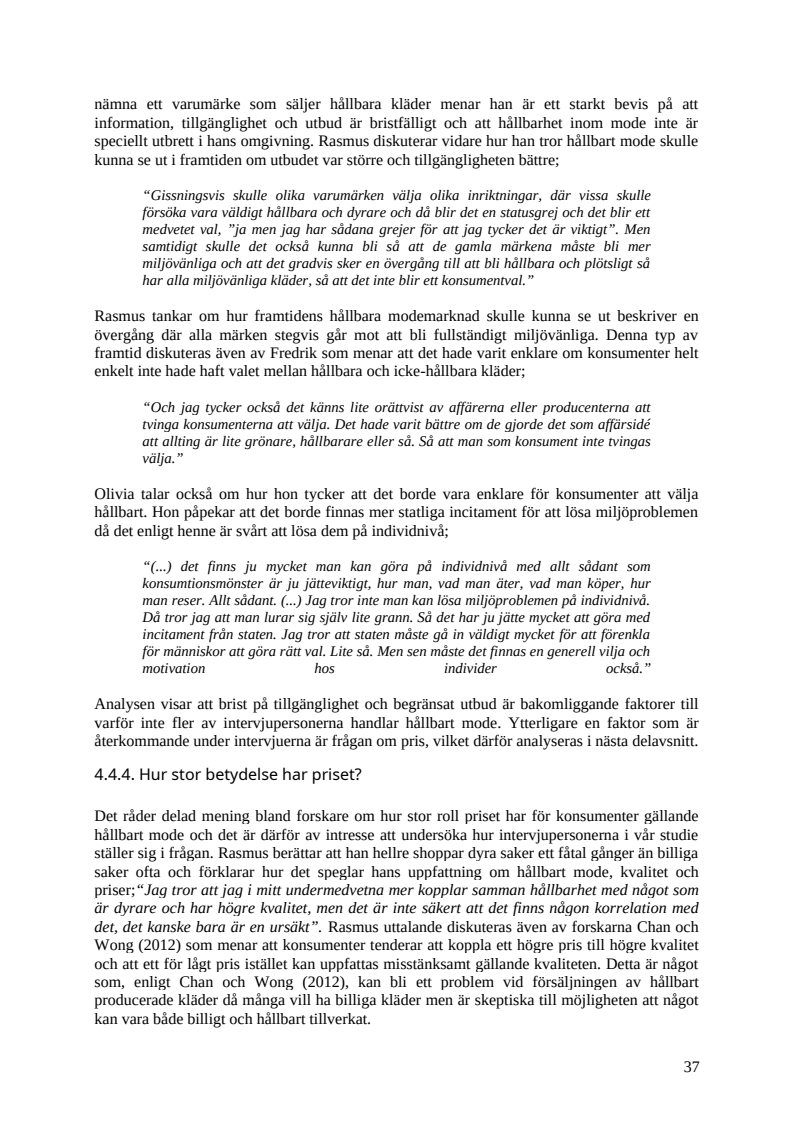 nämna ett varumärke som säljer hållbara kläder menar han är ett starkt bevis på att
information, tillgänglighet och utbud är bristfälligt och att hållbarhet inom mode inte är
speciellt utbrett i hans omgivning. Rasmus diskuterar vidare hur han tror hållbart mode skulle
kunna se ut i framtiden om utbudet var större och tillgängligheten bättre;
“Gissningsvis skulle olika varumärken välja olika inriktningar, där vissa skulle
försöka vara väldigt hållbara och dyrare och då blir det en statusgrej och det blir ett
medvetet val, ”ja men jag har sådana grejer för att jag tycker det är viktigt”. Men
samtidigt skulle det också kunna bli så att de gamla märkena måste bli mer
miljövänliga och att det gradvis sker en övergång till att bli hållbara och plötsligt så
har alla miljövänliga kläder, så att det inte blir ett konsumentval.”
Rasmus tankar om hur framtidens hållbara modemarknad skulle kunna se ut beskriver en
övergång där alla märken stegvis går mot att bli fullständigt miljövänliga. Denna typ av
framtid diskuteras även av Fredrik som menar att det hade varit enklare om konsumenter helt
enkelt inte hade haft valet mellan hållbara och icke-hållbara kläder;
“Och jag tycker också det känns lite orättvist av affärerna eller producenterna att
tvinga konsumenterna att välja. Det hade varit bättre om de gjorde det som affärsidé
att allting är lite grönare, hållbarare eller så. Så att man som konsument inte tvingas
välja.”
Olivia talar också om hur hon tycker att det borde vara enklare för konsumenter att välja
hållbart. Hon påpekar att det borde finnas mer statliga incitament för att lösa miljöproblemen
då det enligt henne är svårt att lösa dem på individnivå;
“(...) det finns ju mycket man kan göra på individnivå med allt sådant som
konsumtionsmönster är ju jätteviktigt, hur man, vad man äter, vad man köper, hur
man reser. Allt sådant. (...) Jag tror inte man kan lösa miljöproblemen på individnivå.
Då tror jag att man lurar sig själv lite grann. Så det har ju jätte mycket att göra med
incitament från staten. Jag tror att staten måste gå in väldigt mycket för att förenkla
för människor att göra rätt val. Lite så. Men sen måste det finnas en generell vilja och
motivation hos individer också.”
Analysen visar att brist på tillgänglighet och begränsat utbud är bakomliggande faktorer till
varför inte fler av intervjupersonerna handlar hållbart mode. Ytterligare en faktor som är
återkommande under intervjuerna är frågan om pris, vilket därför analyseras i nästa delavsnitt.
4.4.4. Hur stor betydelse har priset?
Det råder delad mening bland forskare om hur stor roll priset har för konsumenter gällande
hållbart mode och det är därför av intresse att undersöka hur intervjupersonerna i vår studie
ställer sig i frågan. Rasmus berättar att han hellre shoppar dyra saker ett fåtal gånger än billiga
saker ofta och förklarar hur det speglar hans uppfattning om hållbart mode, kvalitet och
priser;“Jag tror att jag i mitt undermedvetna mer kopplar samman hållbarhet med något som
är dyrare och har högre kvalitet, men det är inte säkert att det finns någon korrelation med
det, det kanske bara är en ursäkt”. Rasmus uttalande diskuteras även av forskarna Chan och
Wong (2012) som menar att konsumenter tenderar att koppla ett högre pris till högre kvalitet
och att ett för lågt pris istället kan uppfattas misstänksamt gällande kvaliteten. Detta är något
som, enligt Chan och Wong (2012), kan bli ett problem vid försäljningen av hållbart
producerade kläder då många vill ha billiga kläder men är skeptiska till möjligheten att något
kan vara både billigt och hållbart tillverkat.
37